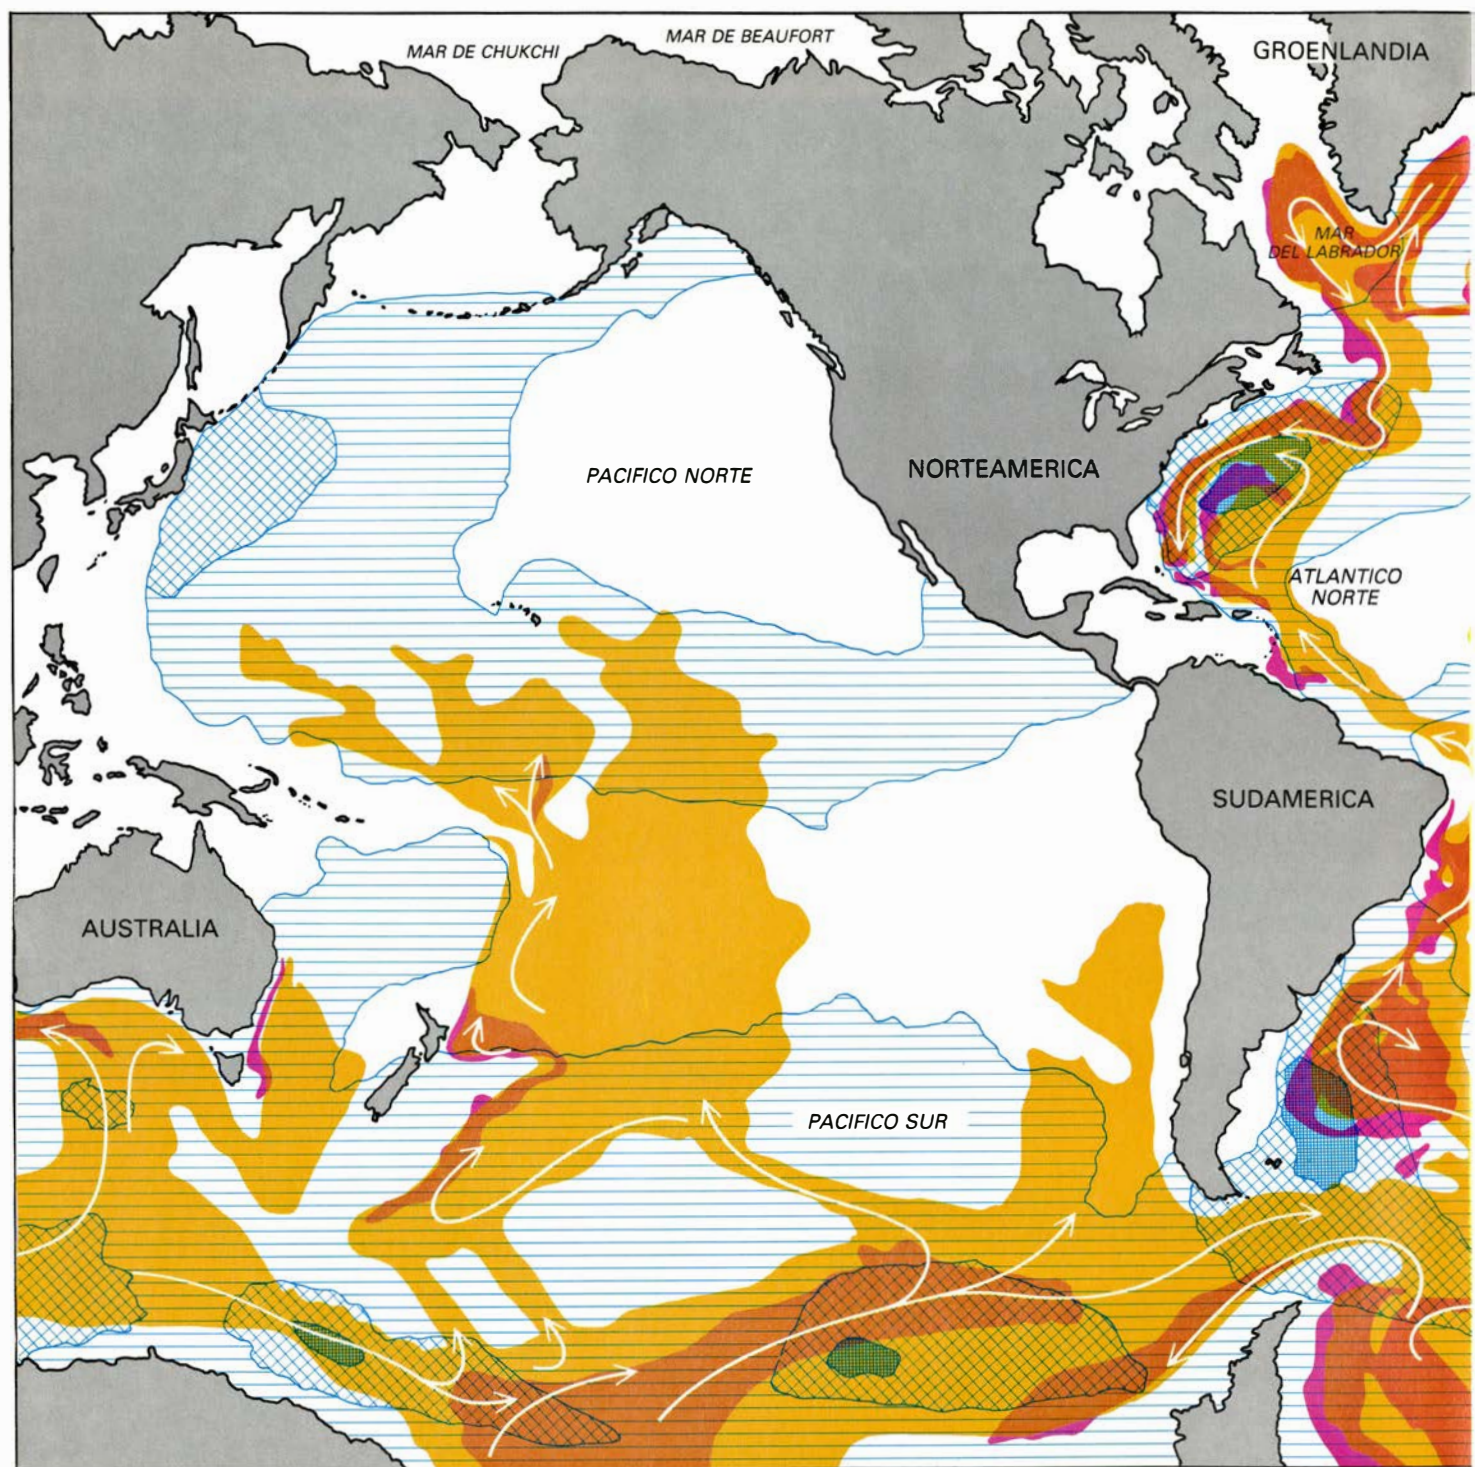 MAR DE CHUKCHI
MAR DE BEAUFORT
GROENLANDIA
MAR
DEL LABRADOR
PACIFICO NORTE
NORTEAMERICA
ATLANTICO
NORTE
SUDAMERICA
AUSTRALIA
PACIFICO SUR